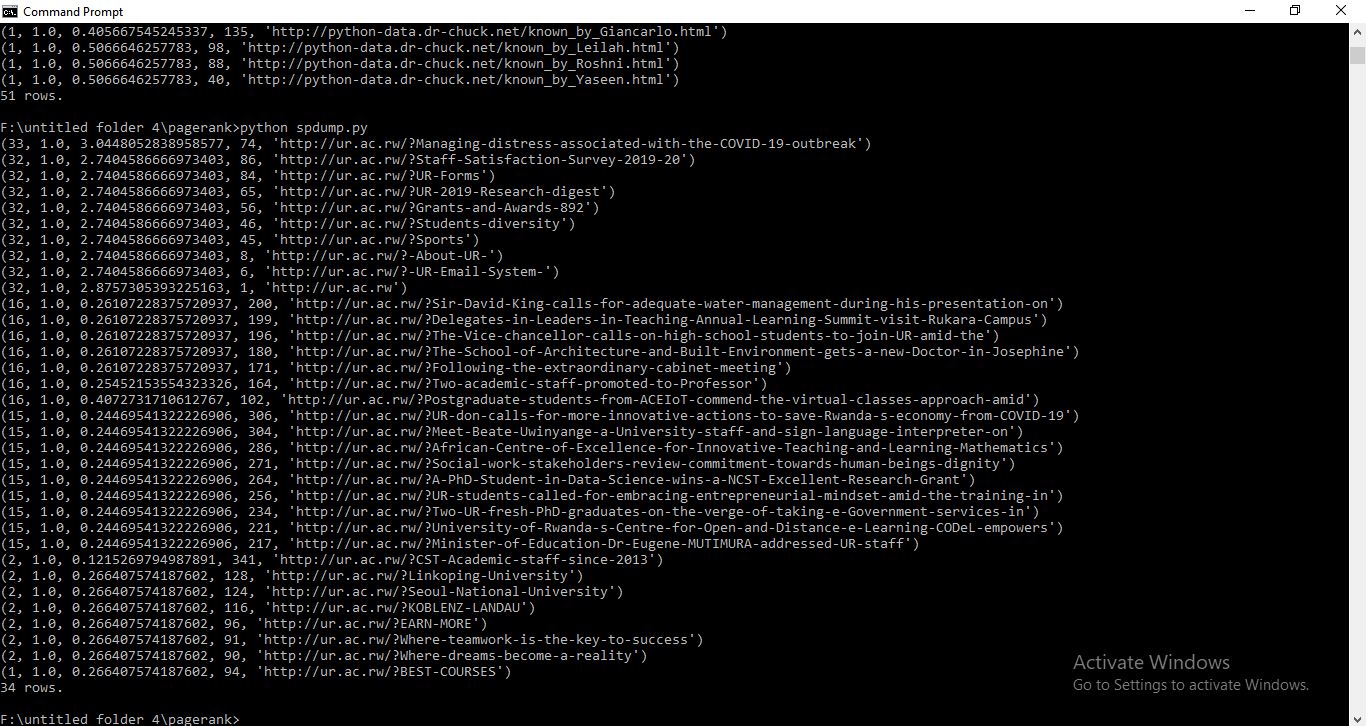 Command Prompt
(1, 1.0, 0.405667545245337, 135, 'http://python-data.dr-chuck.net/known_by_Giancarlo.html')
(1, 1.0, 0.5066646257783, 98, 'http://python-data.dr-chuck.net/known_by_Leilah.html')
(1, 1.0, 0.5066646257783, 88, 'http://python-data.dr-chuck.net/known_by_Roshni.html')
(1, 1.0, 0.5066646257783, 40, 'http://python-data.dr-chuck.net/known_by_Yaseen.html')
51 rows.
F:\untitled folder 4\pagerank>python spdump.py
(33, 1.0, 3.0448052838958577, 74, 'http://ur.ac.rw/?Managing-distress-associated-with-the-COVID-19-outbreak')
(32, 1.0, 2.7404586666973403, 86, 'http://ur.ac.rw/?Staff-Satisfaction-Survey-2019-20')
(32, 1.0, 2.7404586666973403, 84, 'http://ur.ac.rw/?UR-Forms')
(32, 1.0, 2.7404586666973403, 65, 'http://ur.ac.rw/?UR-2019-Research-digest')
(32, 1.0, 2.7404586666973403, 56, 'http://ur.ac.rw/?Grants-and-Awards-892')
(32, 1.0, 2.7404586666973403, 46, 'http://ur.ac.rw/?Students-diversity')
(32, 1.0, 2.7404586666973403, 45, 'http://ur.ac.rw/?Sports')
(32, 1.0, 2.7404586666973403, 8, 'http://ur.ac.rw/?-About-UR-')
(32, 1.0, 2.7404586666973403, 6, 'http://ur.ac.rw/?-UR-Email-System-')
(32, 1.0, 2.8757305393225163, 1, 'http://ur.ac.rw')
(16, 1.0, 0.26107228375720937, 200, 'http://ur.ac.rw/?Sir-David-King-calls-for-adequate-water-management-during-his-presentation-on')
(16, 1.0, 0.26107228375720937, 199, 'http://ur.ac.rw/?Delegates-in-Leaders-in-Teaching-Annual-Learning-Summit-visit-Rukara-Campus')
(16, 1.0, 0.26107228375720937, 196, 'http://ur.ac.rw/?The-Vice-chancellor-calls-on-high-school-students-to-join-UR-amid-the')
(16, 1.0, 0.26107228375720937, 180, 'http://ur.ac.rw/?The-School-of-Architecture-and-Built-Environment-gets-a-new-Doctor-in-Josephine')
(16, 1.0, 0.26107228375720937, 171, 'http://ur.ac.rw/?Following-the-extraordinary-cabinet-meeting')
(16, 1.0, 0.25452153554323326, 164, 'http://ur.ac.rw/?Two-academic-staff-promoted-to-Professor')
(16, 1.0, 0.4072731710612767, 102, 'http://ur.ac.rw/?Postgraduate-students-from-ACEIoT-commend-the-virtual-classes-approach-amid')
(15, 1.0, 0.24469541322226906, 306, 'http://ur.ac.rw/?UR-don-calls-for-more-innovative-actions-to-save-Rwanda-s-economy-from-COVID-19')
(15, 1.0, 0.24469541322226906, 304, 'http://ur.ac.rw/?Meet-Beate-Uwinyange-a-University-staff-and-sign-language-interpreter-on')
(15, 1.0, 0.24469541322226906, 286, 'http://ur.ac.rw/?African-Centre-of-Excellence-for-Innovative-Teaching-and-Learning-Mathematics')
(15, 1.0, 0.24469541322226906, 271, 'http://ur.ac.rw/?Social-work-stakeholders-review-commitment-towards-human-beings-dignity')
(15, 1.0, 0.24469541322226906, 264, 'http://ur.ac.rw/?A-PhD-Student-in-Data-Science-wins-a-NCST-Excellent-Research-Grant')
(15, 1.0, 0.24469541322226906, 256, 'http://ur.ac.rw/?UR-students-called-for-embracing-entrepreneurial-mindset-amid-the-training-in')
(15, 1.0, 0.24469541322226906, 234, 'http://ur.ac.rw/?Two-UR-fresh-PhD-graduates-on-the-verge-of-taking-e-Government-services-in')
(15, 1.0, 0.24469541322226906, 221, 'http://ur.ac.rw/?University-of-Rwanda-s-Centre-for-Open-and-Distance-e-Learning-CODeL-empowers')
(15, 1.0, 0.24469541322226906, 217, 'http://ur.ac.rw/?Minister-of-Education-Dr-Eugene-MUTIMURA-addressed-UR-staff')
(2, 1.0, 0.1215269794987891, 341, 'http://ur.ac.rw/?CST-Academic-staff-since-2013')
(2, 1.0, 0.266407574187602, 128, 'http://ur.ac.rw/?Linkoping-University')
(2, 1.0, 0.266407574187602, 124, 'http://ur.ac.rw/?Seoul-National-University')
(2, 1.0, 0.266407574187602, 116, 'http://ur.ac.rw/?KOBLENZ-LANDAU')
(2, 1.0, 0.266407574187602, 96, 'http://ur.ac.rw/?EARN-MORE')
(2, 1.0, 0.266407574187602, 91, 'http://ur.ac.rw/?Where-teamwork-is-the-key-to-success')
(2, 1.0, 0.266407574187602, 90, 'http://ur.ac.rw/?Where-dreams-become-a-reality')
(1, 1.0, 0.266407574187602, 94, 'http://ur.ac.rw/?BEST-COURSES')
34 rows.
F:\untitled folder 4\pagerank>
Activate Windows
Go to Settings to activate Windows.